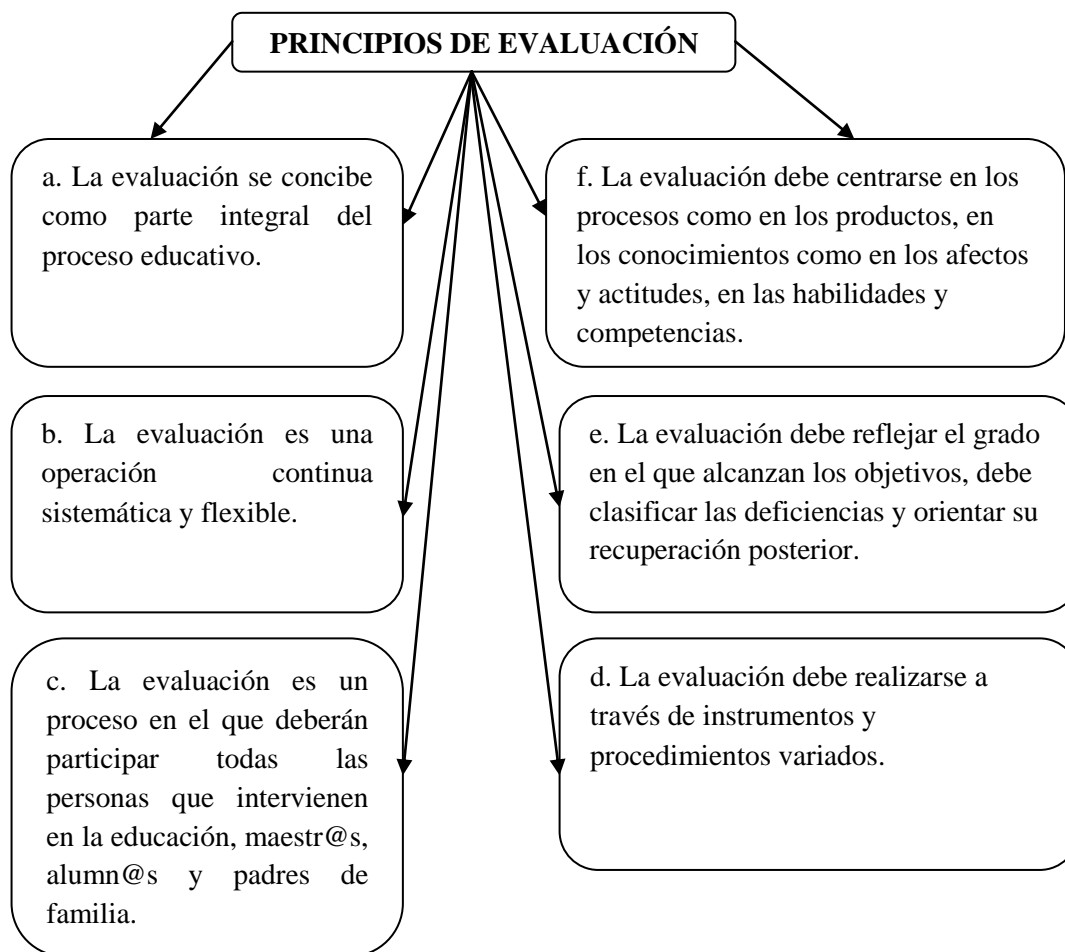 PRINCIPIOS DE EVALUACIÓN
a. La evaluación se concibe
como parte integral del
proceso educativo.
b. La evaluación es una
operación continua
sistemática y flexible.
c. La evaluación es un
proceso en el que deberán
participar todas las
personas que intervienen
en la educación, maestr@s,
alumn@s y padres de
familia.
d. La evaluación debe realizarse a
través de instrumentos y
procedimientos variados.
e. La evaluación debe reflejar el grado
en el que alcanzan los objetivos, debe
clasificar las deficiencias y orientar su
recuperación posterior.
f. La evaluación debe centrarse en los
procesos como en los productos, en
los conocimientos como en los afectos
y actitudes, en las habilidades y
competencias.